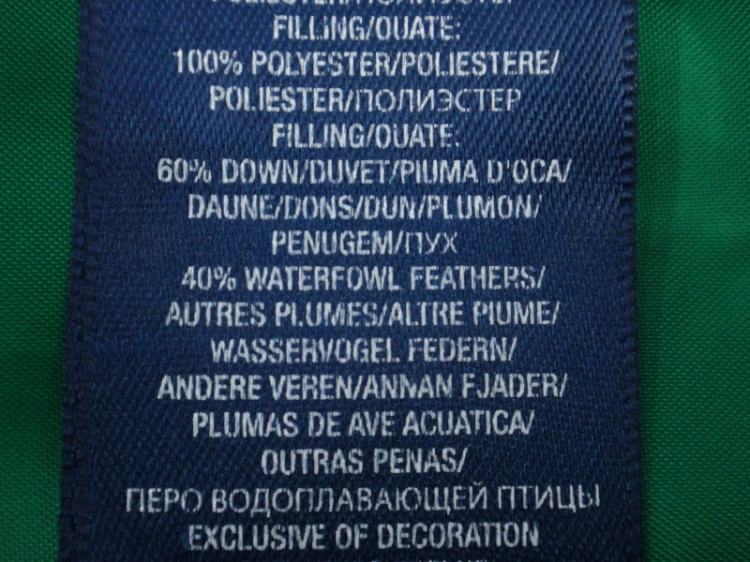 FILLING/OUATE:
100% POLYESTER/POLIESTERE/
POLIESTER/ПОЛИЭСТЕР
FILLING/OUATE:
60% DOWN/DUVET/PIUMA D'OCA/
DAUNE/DONS/DUN/PLUMON/
PENUGEM/ПУХ
40% WATERFOWL FEATHERS/
AUTRES PLUMES/ALTRE PIUME/
WASSERVOGEL FEDERN/
ANDERE VEREN/ANNAN FJADER/
PLUMAS DE AVE ACUATICA/
OUTRAS PENAS/
ПЕРО ВОДОПЛАВАЮЩЕЙ ПТИЦЫ
EXCLUSIVE OF DECORATION